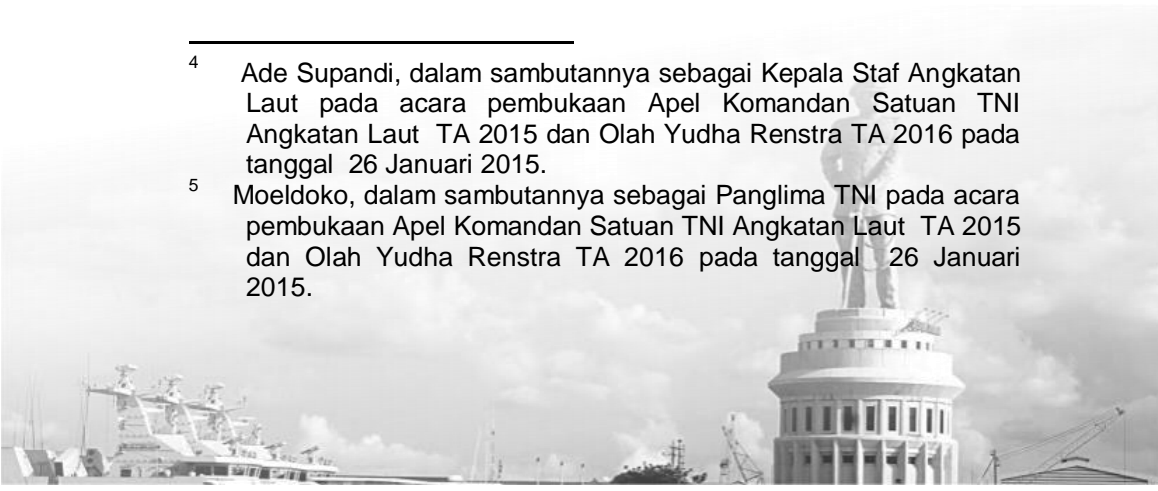 4 Ade Supandi, dalam sambutannya sebagai Kepala Staf Angkatan
Laut pada acara pembukaan Apel Komandan Satuan TNI
Angkatan Laut TA 2015 dan Olah Yudha Renstra TA 2016 pada
tanggal 26 Januari 2015.
5 Moeldoko, dalam sambutannya sebagai Panglima TNI pada acara
pembukaan Apel Komandan Satuan TNI Angkatan Laut TA 2015
dan Olah Yudha Renstra TA 2016 pada tanggal 26 Januari
2015.